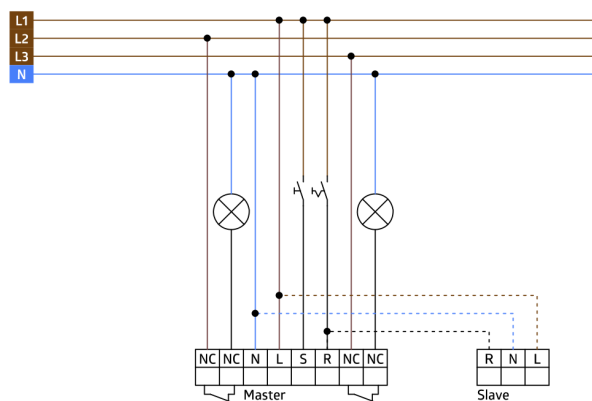 L1
L2
L3
N
NC NC N L S R NC NC
R N L
Master
Slave